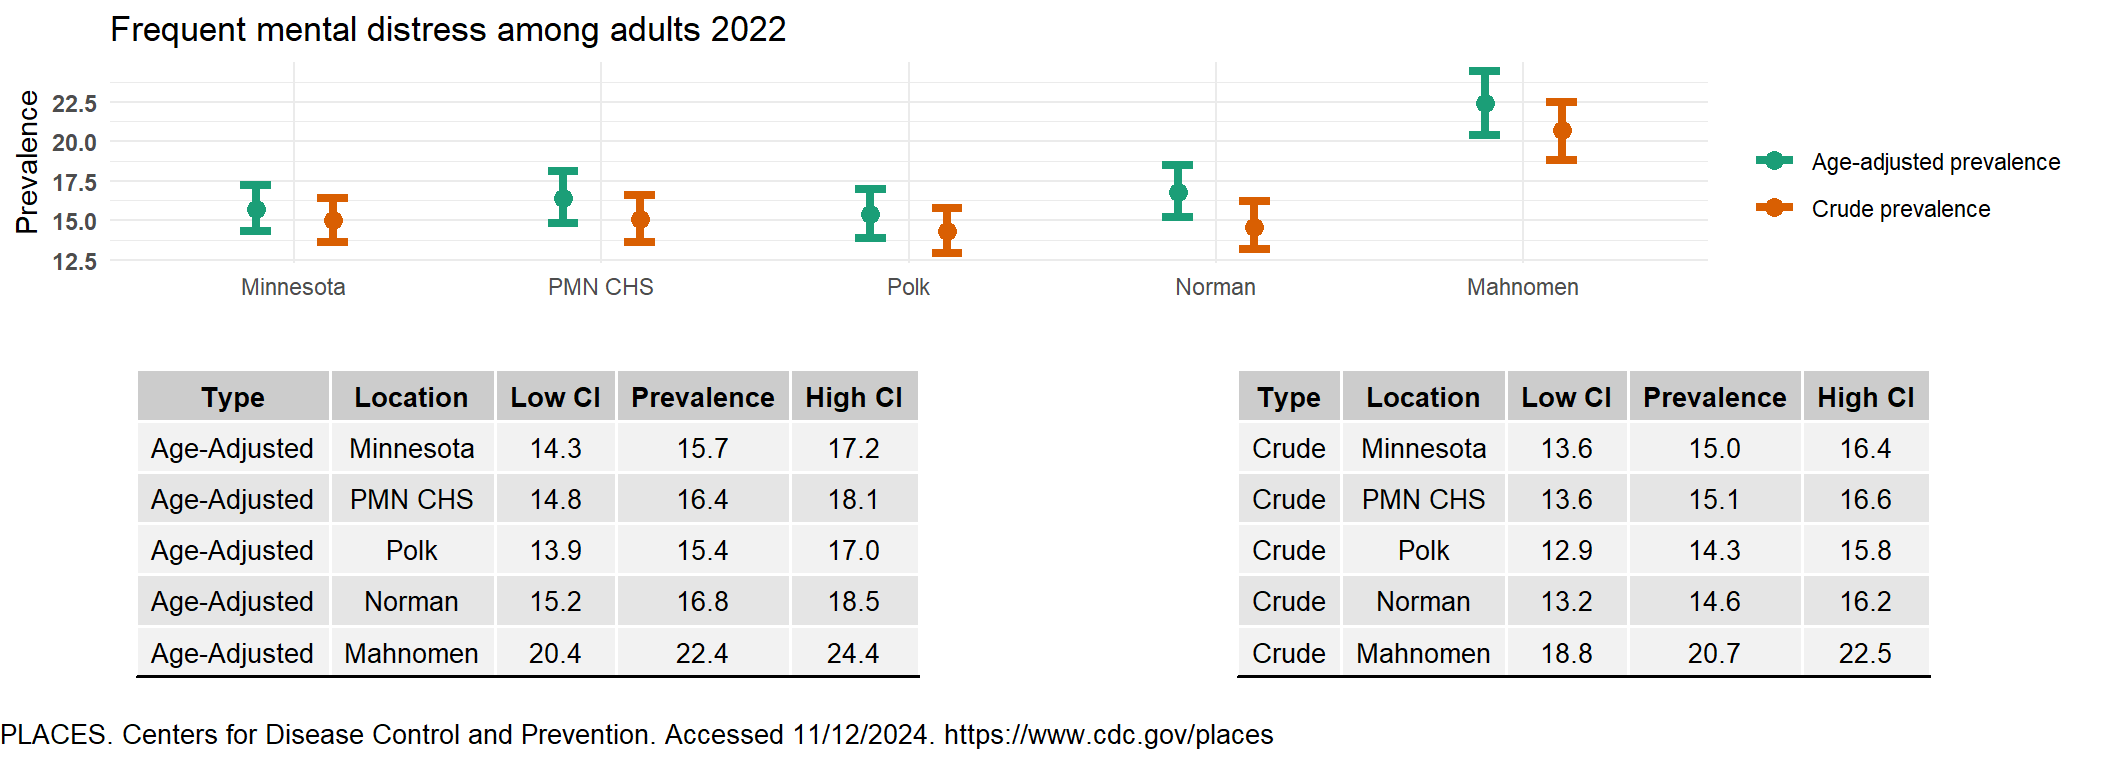 Frequent mental distress among adults 2022
Prevalence
22.5
20.0
17.5
15.0
12.5
Minnesota PMN CHS Polk Norman Mahnomen
Age-adjusted prevalence
Crude prevalence
Type Location Low CI Prevalence High CI
Age-Adjusted Minnesota 14.3 15.7 17.2
Age-Adjusted PMN CHS 14.8 16.4 18.1
Age-Adjusted Polk 13.9 15.4 17.0
Age-Adjusted Norman 15.2 16.8 18.5
Age-Adjusted Mahnomen 20.4 22.4 24.4
Type Location Low CI Prevalence High CI
Crude Minnesota 13.6 15.0 16.4
Crude PMN CHS 13.6 15.1 16.6
Crude Polk 12.9 14.3 15.8
Crude Norman 13.2 14.6 16.2
Crude Mahnomen 18.8 20.7 22.5
PLACES. Centers for Disease Control and Prevention. Accessed 11/12/2024. https://www.cdc.gov/places